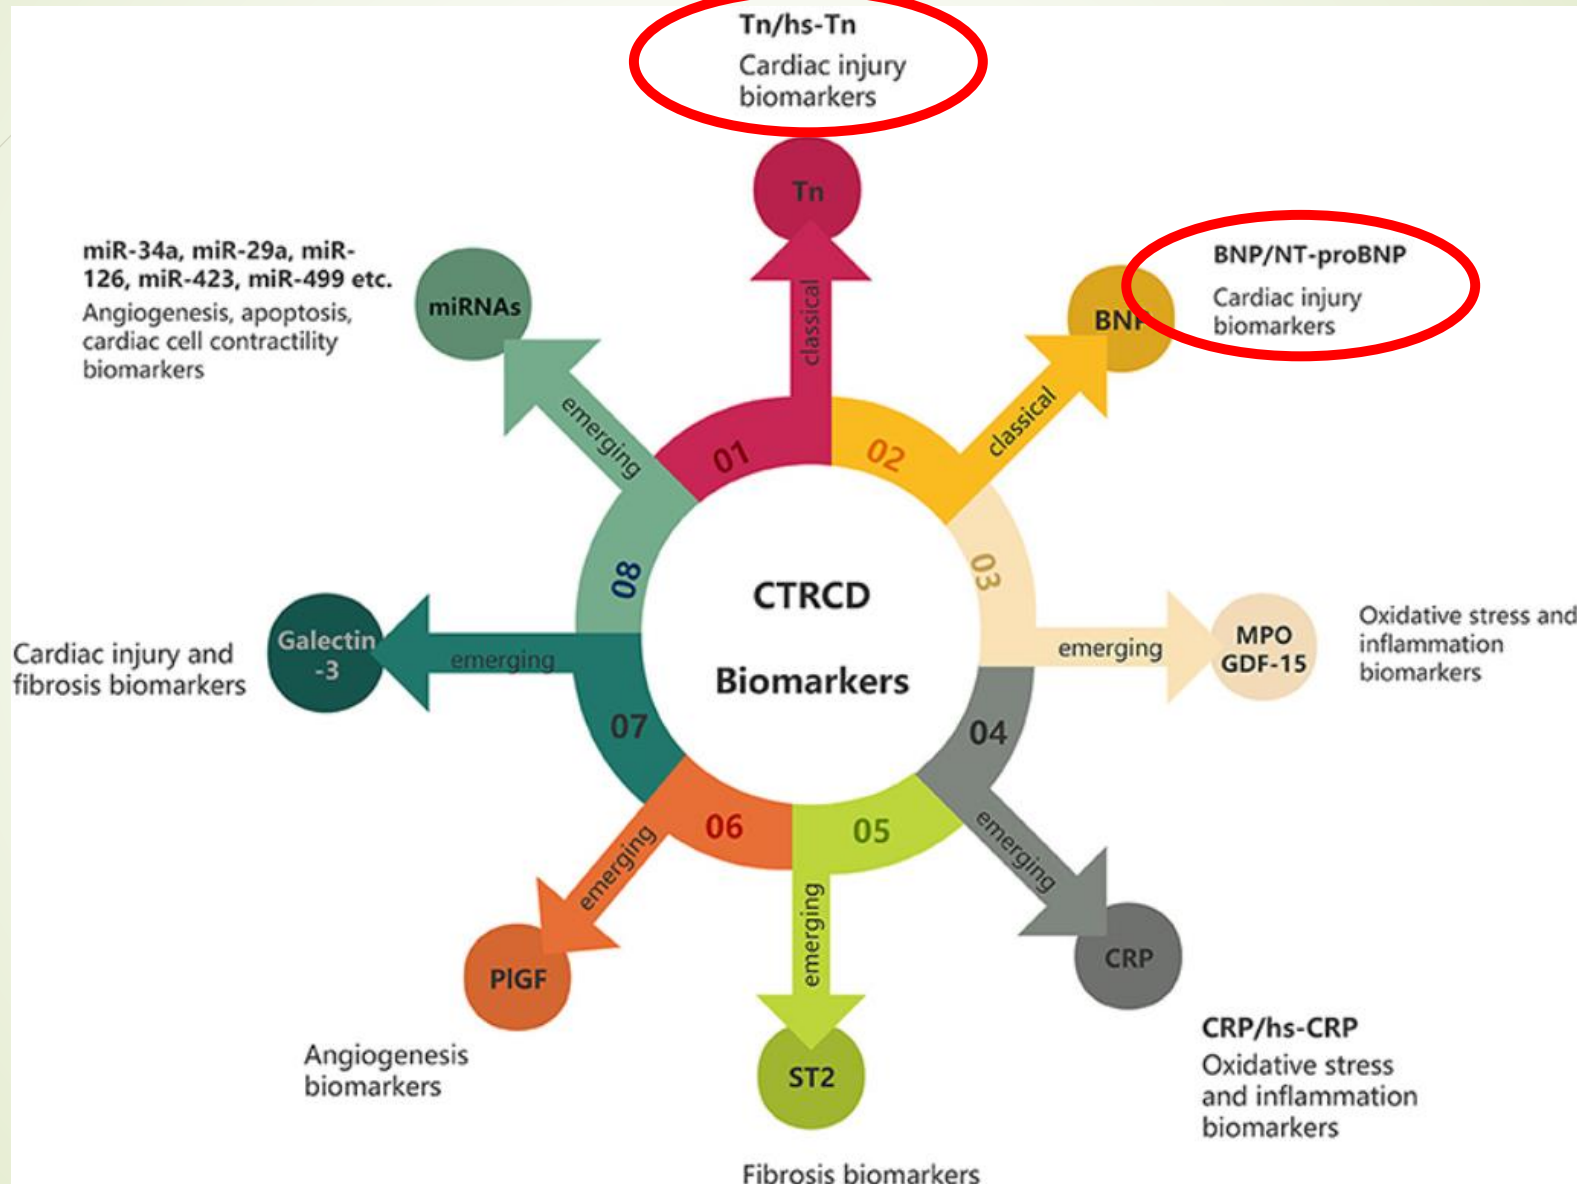 Tn/hs-Tn
Cardiac injury
biomarkers
Tn
classical
01
BNP/NT-proBNP
Cardiac injury
biomarkers
BNP
classical
02
Oxidative stress and
inflammation
biomarkers
MPO
GDF-15
emerging
03
CRP/hs-CRP
Oxidative stress
and inflammation
biomarkers
CRP
emerging
04
ST2
Fibrosis biomarkers
emerging
05
PlGF
Angiogenesis
biomarkers
emerging
06
Galectin
-3
Cardiac injury and
fibrosis biomarkers
emerging
07
miR-34a, miR-29a, miR-
126, miR-423, miR-499 etc.
Angiogenesis, apoptosis,
cardiac cell contractility
biomarkers
miRNAs
emerging
08
CTRCD
Biomarkers